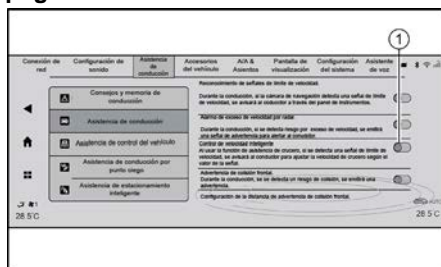 1
Conexión de red
Configuración de sonido
Asistencia de conducción
Accesorios del vehículo
A/A & Asientos
Pantalla de visualización
Configuración del sistema
Asistente de voz
Consejos y memoria de conducción
Asistencia de conducción
Asistencia de control del vehículo
Asistencia de conducción por punto ciego
Asistencia de estacionamiento inteligente
Reconocimiento de señales de límite de velocidad
Durante la conducción, si la cámara de navegación detecta una señal de límite
de velocidad, se avisará al conductor a través del panel de instrumentos.
Alarma de exceso de velocidad por radar
Durante la conducción, si se detecta riesgo por exceso de velocidad, se emitirá
una señal de advertencia para alertar al conductor.
Control de velocidad inteligente
Al usar la función de asistencia de crucero, si se detecta una señal de límite de
velocidad, se avisará al conductor para ajustar la velocidad de crucero según el
valor de la señal.
Advertencia de colisión frontal
Durante la conducción, si se detecta un riesgo de colisión, se emitirá una
advertencia.
Configuración de la distancia de advertencia de colisión frontal.
1
28.5°C
AUTO
28.5°C